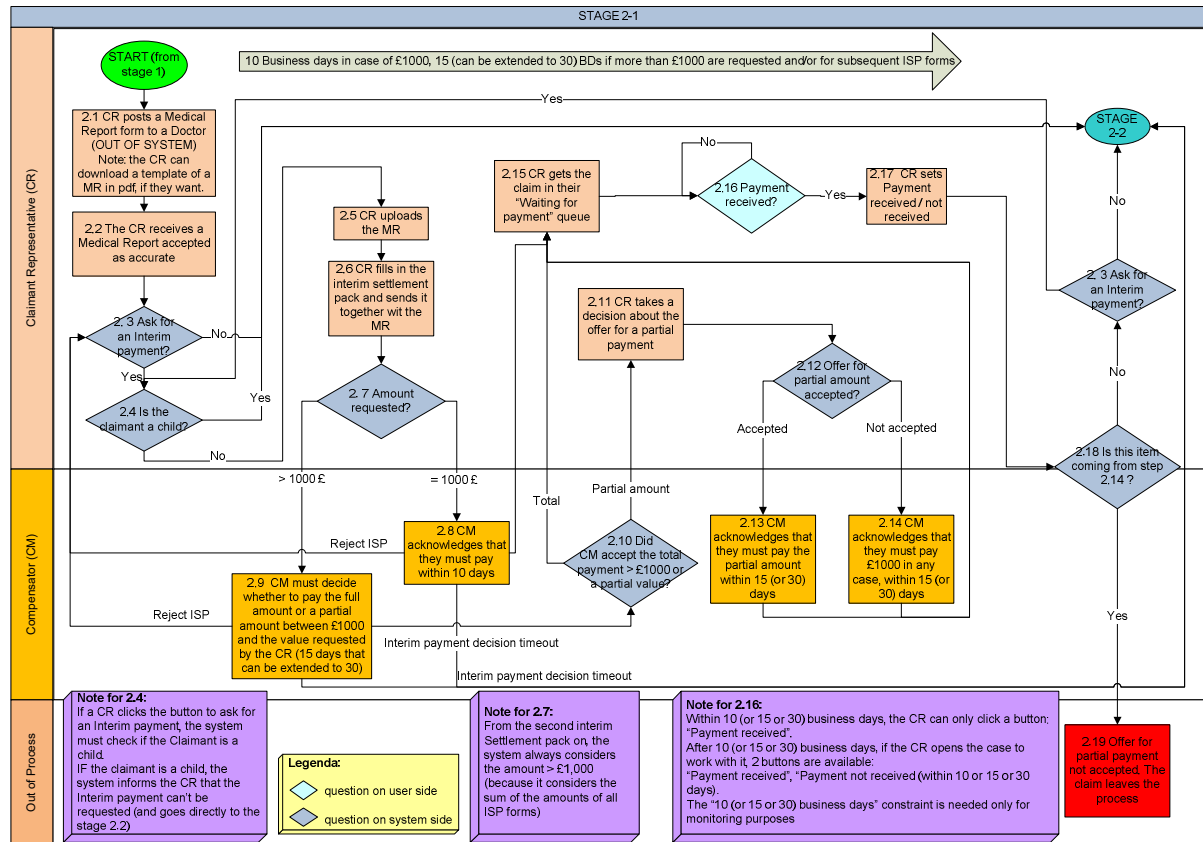 STAGE 2-1
Claimant Representative (CR)
START (from
stage 1)
10 Business days in case of £1000, 15 (can be extended to 30) BDs if more than £1000 are requested and/or for subsequent ISP forms
Yes
2.1 CR posts a Medical
Report form to a Doctor
(OUT OF SYSTEM)
Note: the CR can
download a template of a
MR in pdf, if they want.
2.2 The CR receives a
Medical Report accepted
as accurate
2. 3 Ask for
an Interim
payment?
No
Yes
2.4 Is the
claimant a child?
Yes
No
2.5 CR uploads
the MR
2.6 CR fills in the
interim settlement
pack and sends it
together wit the
MR
2. 7 Amount
requested?
> 1000 £
= 1000 £
2.15 CR gets the
claim in their
“Waiting for
payment” queue
No
2.16 Payment
received?
Yes
2.17 CR sets
Payment
received / not
received
2.11 CR takes a
decision about the
offer for a partial
payment
2.12 Offer for
partial amount
accepted?
Accepted
Not accepted
STAGE
2-2
No
2. 3 Ask for
an Interim
payment?
No
2.18 Is this item
coming from step
2.14 ?
Yes
Compensator (CM)
Reject ISP
2.8 CM
acknowledges that
they must pay
within 10 days
Total
Partial amount
2.10 Did
CM accept the total
payment > £1000 or
a partial value?
2.13 CM
acknowledges that
they must pay the
partial amount
within 15 (or 30)
days
2.14 CM
acknowledges that
they must pay
£1000 in any
case, within 15 (or
30) days
Reject ISP
2.9 CM must decide
whether to pay the full
amount or a partial
amount between £1000
and the value requested
by the CR (15 days that
can be extended to 30)
Interim payment decision timeout
Interim payment decision timeout
Out of Process
Note for 2.4:
If a CR clicks the button to ask for
an Interim payment, the system
must check if the Claimant is a
child.
IF the claimant is a child, the
system informs the CR that the
Interim payment can't be
requested (and goes directly to the
stage 2.2)
Legenda:
question on user side
question on system side
Note for 2.7:
From the second interim
Settlement pack on, the
system always considers
the amount > £1,000
(because it considers the
sum of the amounts of all
ISP forms)
Note for 2.16:
Within 10 (or 15 or 30) business days, the CR can only click a button:
“Payment received”.
After 10 (or 15 or 30) business days, if the CR opens the case to
work with it, 2 buttons are available:
“Payment received”, “Payment not received (within 10 or 15 or 30
days).
The “10 (or 15 or 30) business days” constraint is needed only for
monitoring purposes
2.19 Offer for
partial payment
not accepted. The
claim leaves the
process